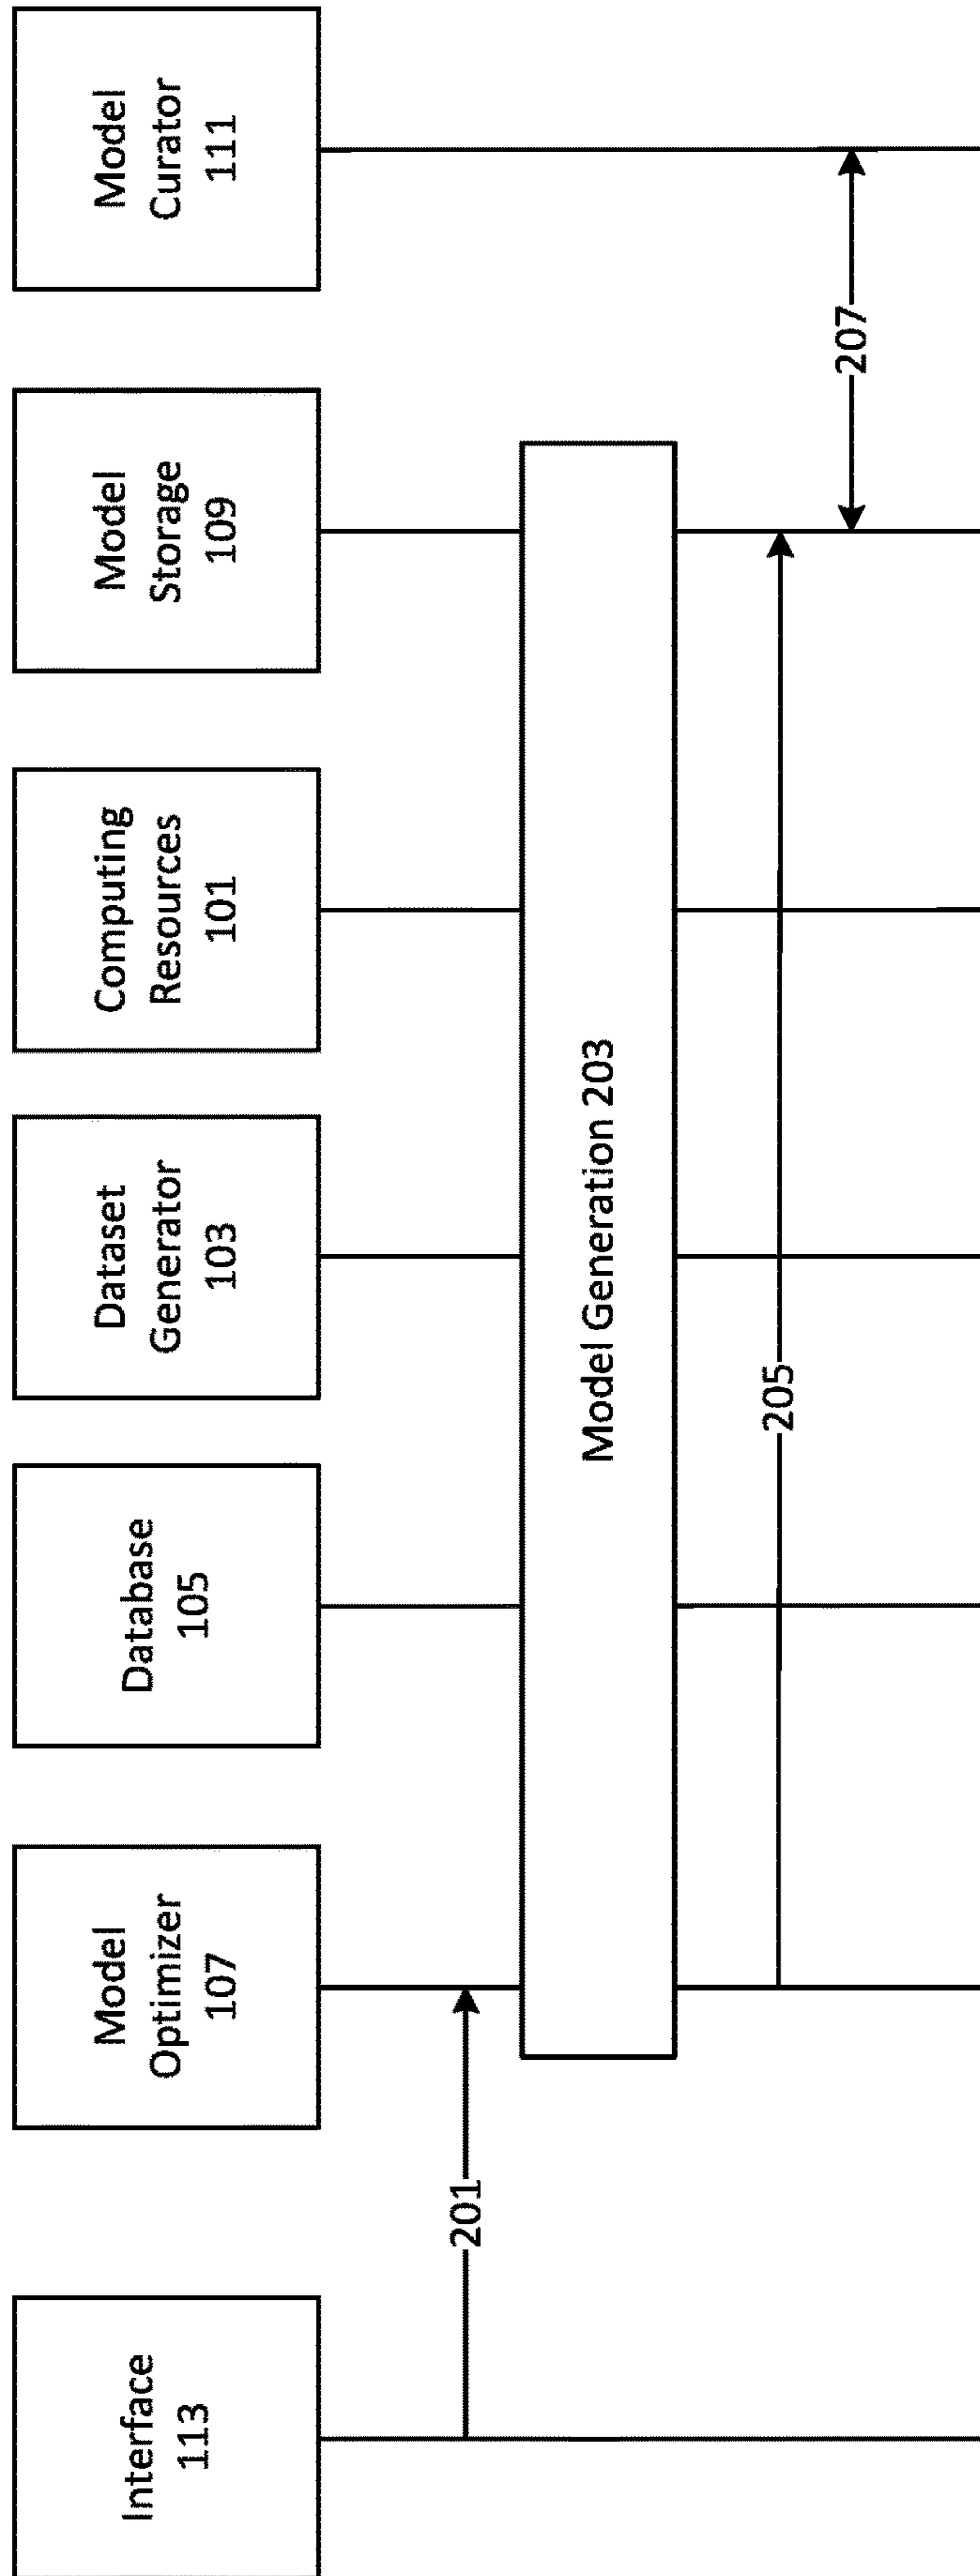 Interface
113
Model
Optimizer
107
Database
105
Dataset
Generator
103
Computing
Resources
101
Model
Storage
109
Model
Curator
111
201
Model Generation 203
205
207